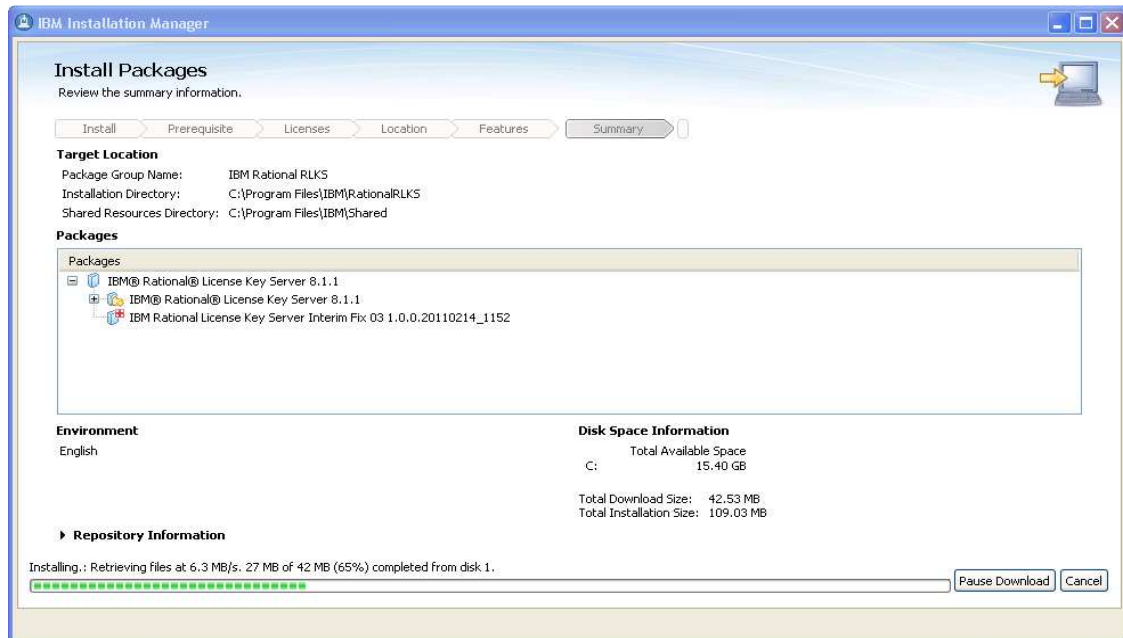 IBM Installation Manager
Install Packages
Review the summary information.
Install Prerequisite Licenses Location Features Summary
Target Location
Package Group Name: IBM Rational RLKS
Installation Directory: C:\Program Files\IBM\RationalRLKS
Shared Resources Directory: C:\Program Files\IBM\Shared
Packages
Packages
IBM® Rational® License Key Server 8.1.1
IBM® Rational® License Key Server 8.1.1
IBM Rational License Key Server Interim Fix 03 1.0.0.20110214_1152
Environment
English
Disk Space Information
Total Available Space
C: 15.40 GB
Total Download Size: 42.53 MB
Total Installation Size: 109.03 MB
Repository Information
Installing.: Retrieving files at 6.3 MB/s. 27 MB of 42 MB (65%) completed from disk 1.
Pause Download Cancel